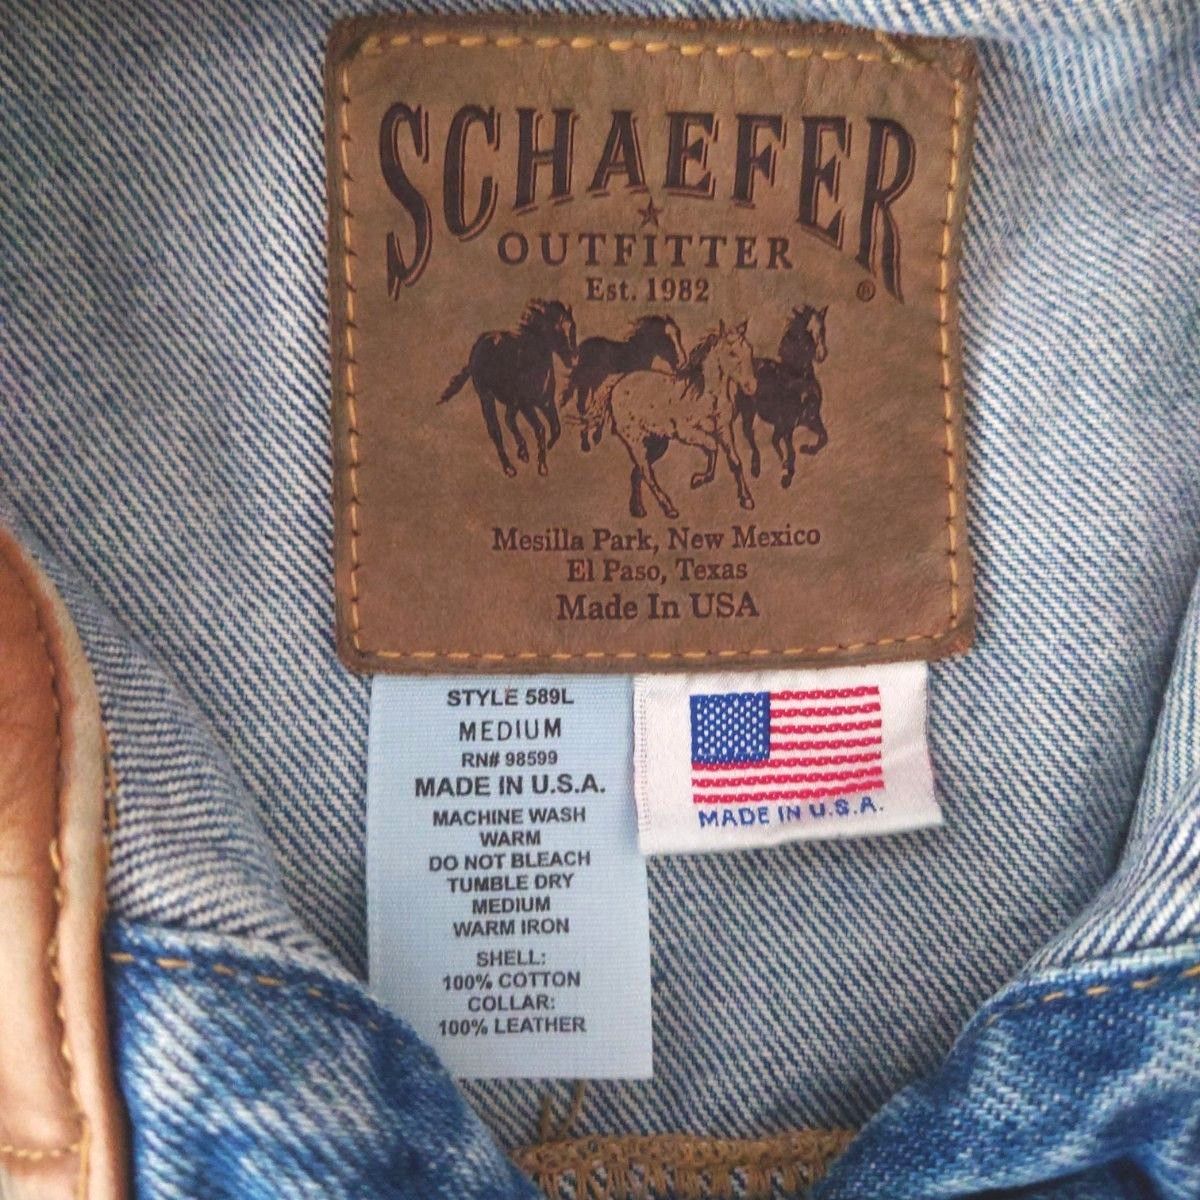 SCHAEFER
OUTFITTER
Est. 1982
®
Mesilla Park, New Mexico
El Paso, Texas
Made In USA
STYLE 589L
MEDIUM
RN# 98599
MADE IN U.S.A.
MACHINE WASH
WARM
DO NOT BLEACH
TUMBLE DRY
MEDIUM
WARM IRON
SHELL:
100% COTTON
COLLAR:
100% LEATHER
MADE IN U.S.A.